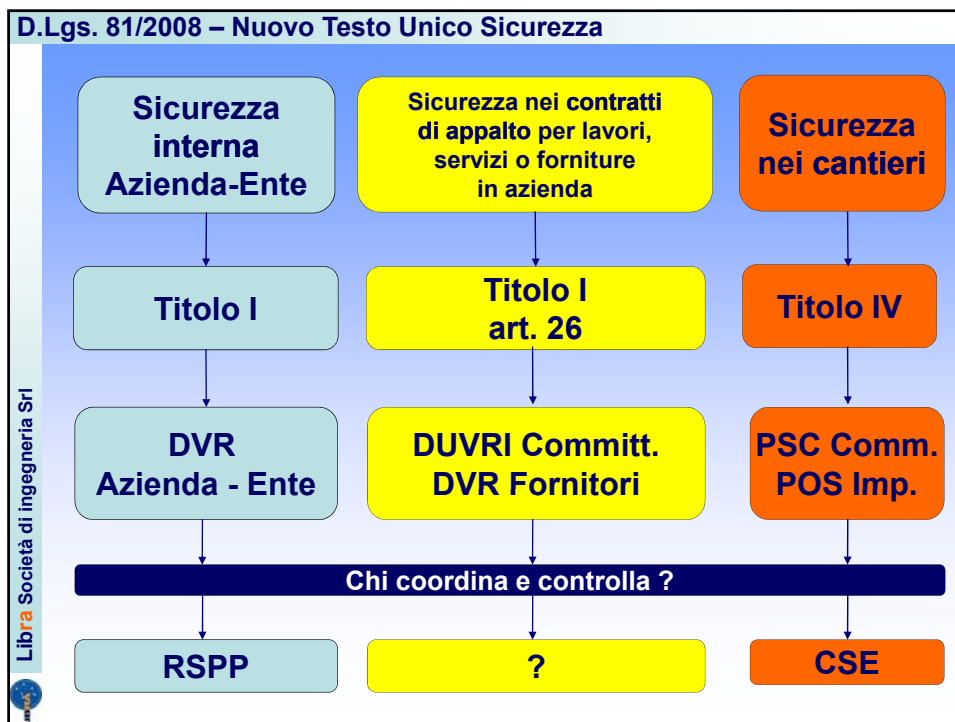 D.Lgs. 81/2008 – Nuovo Testo Unico Sicurezza
Sicurezza
interna
Azienda-Ente
Sicurezza nei contratti
di appalto per lavori,
servizi o forniture
in azienda
Sicurezza
nei cantieri
Titolo I
Titolo I
art. 26
Titolo IV
DVR
Azienda - Ente
DUVRI Committ.
DVR Fornitori
PSC Comm.
POS Imp.
Chi coordina e controlla ?
RSPP
?
CSE
Libra Società di ingegneria Srl